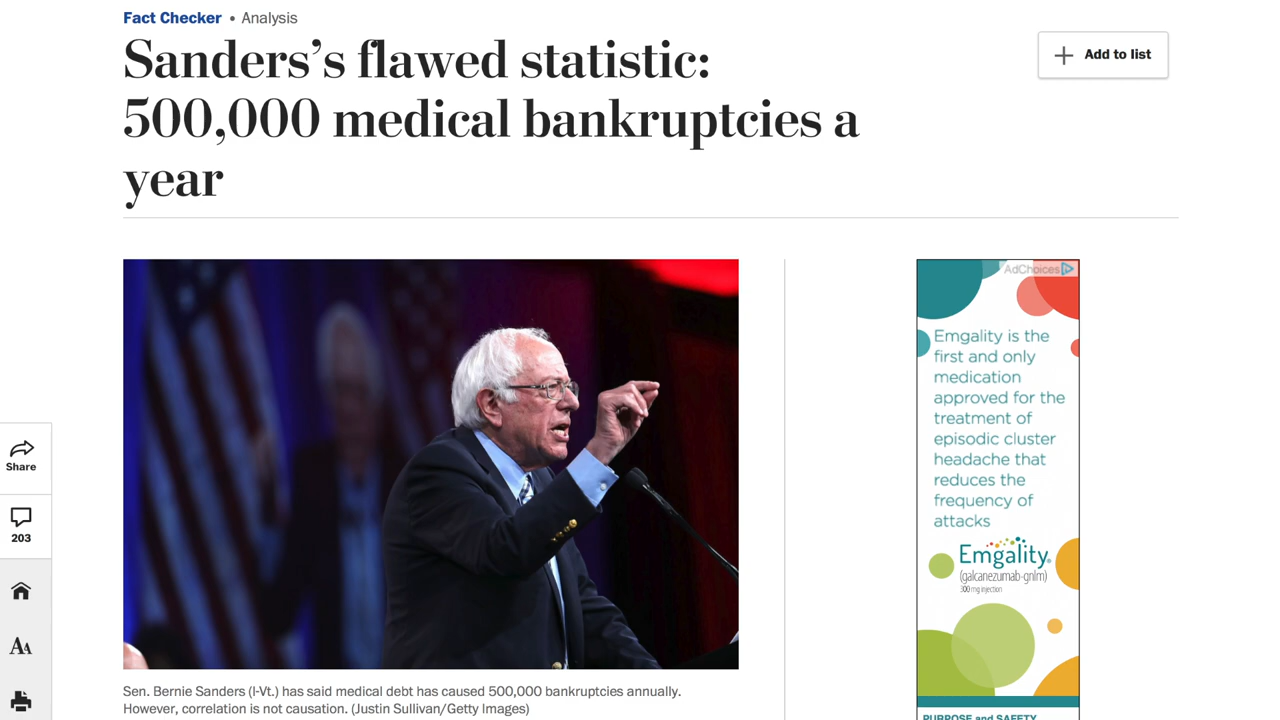 Fact Checker • Analysis
Sanders’s flawed statistic:
500,000 medical bankruptcies a
year
Add to list
AdChoices
Emgality is the
first and only
medication
approved for the
treatment of
episodic cluster
headache that
reduces the
frequency of
attacks
Emgality
(galcanezumab-gnlm)
300 mg injection
PURPOSE and SAFETY
Share
203
AA
Sen. Bernie Sanders (I-Vt.) has said medical debt has caused 500,000 bankruptcies annually.
However, correlation is not causation. (Justin Sullivan/Getty Images)